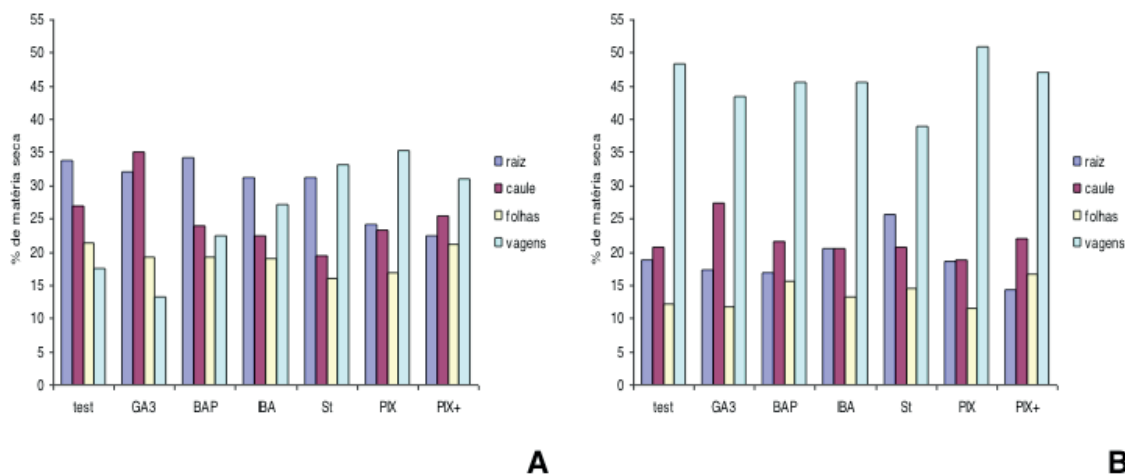 55
50
45
40
35
30
25
20
15
10
5
0
% de matéria seca
test GA3 BAP IBA St PIX PIX+
raiz
caule
folhas
vagens
A
55
50
45
40
35
30
25
20
15
10
5
0
% de matéria seca
test GA3 BAP IBA St PIX PIX+
raiz
caule
folhas
vagens
B